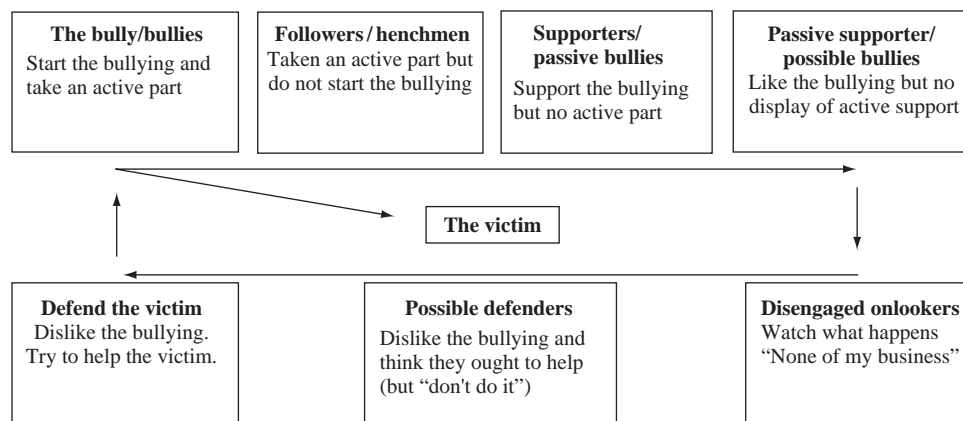 The bully/bullies
Start the bullying and
take an active part
Followers / henchmen
Taken an active part but
do not start the bullying
Supporters/
passive bullies
Support the bullying
but no active part
Passive supporter/
possible bullies
Like the bullying but no
display of active support
The victim
Defend the victim
Dislike the bullying.
Try to help the victim.
Possible defenders
Dislike the bullying and
think they ought to help
(but “don't do it”)
Disengaged onlookers
Watch what happens
“None of my business”